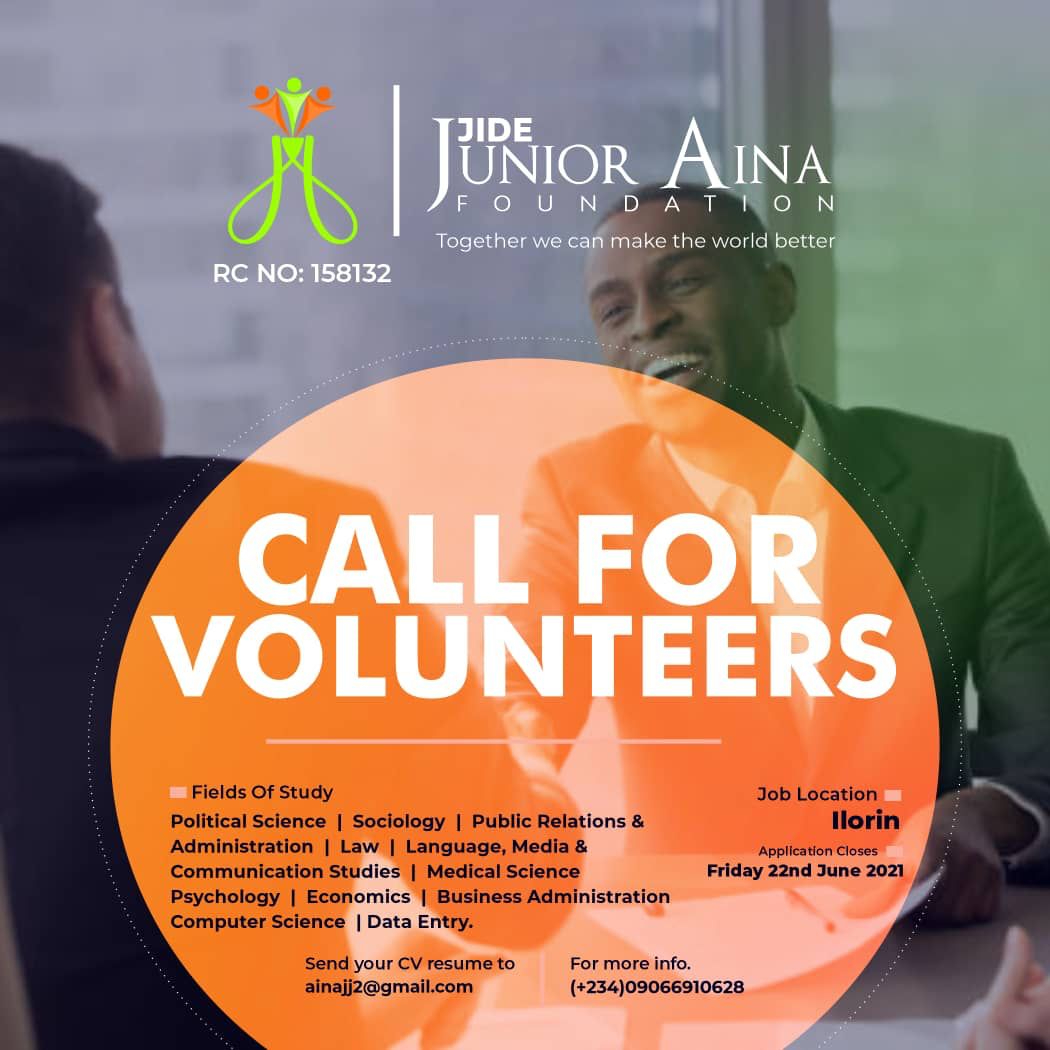 JIDE
JUNIOR AINA
FOUNDATION
Together we can make the world better
RC NO: 158132
CALL FOR
VOLUNTEERS
Fields Of Study
Political Science | Sociology | Public Relations &
Administration | Law | Language, Media &
Communication Studies | Medical Science
Psychology | Economics | Business Administration
Computer Science | Data Entry.
Job Location
Ilorin
Application Closes
Friday 22nd June 2021
Send your CV resume to
ainajj2@gmail.com
For more info.
(+234)09066910628